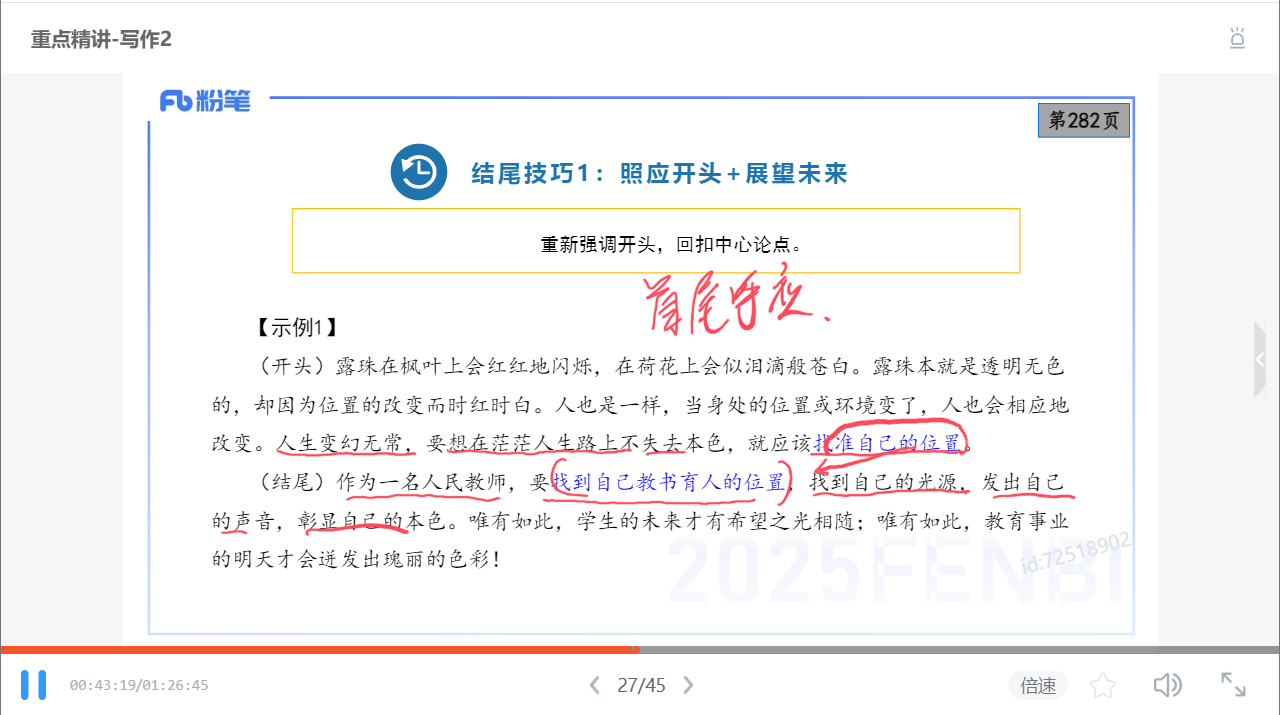 重点精讲-写作2
粉笔
第282页
结尾技巧1：照应开头+展望未来
重新强调开头，回扣中心论点。
首尾呼应.
【示例1】
（开头）露珠在枫叶上会红红地闪烁，在荷花上会似泪滴般苍白。露珠本就是透明无色
的，却因为位置的改变而时红时白。人也是一样，当身处的位置或环境变了，人也会相应地
改变。人生变幻无常，要想在茫茫人生路上不失去本色，就应该找准自己的位置。
（结尾）作为一名人民教师，要找到自己教书育人的位置，找到自己的光源，发出自己
的声音，彰显自己的本色。唯有如此，学生的未来才有希望之光相随；唯有如此，教育事业
的明天才会迸发出瑰丽的色彩！
2025FENBI
id:72518902
00:43:19/01:26:45
27/45
倍速